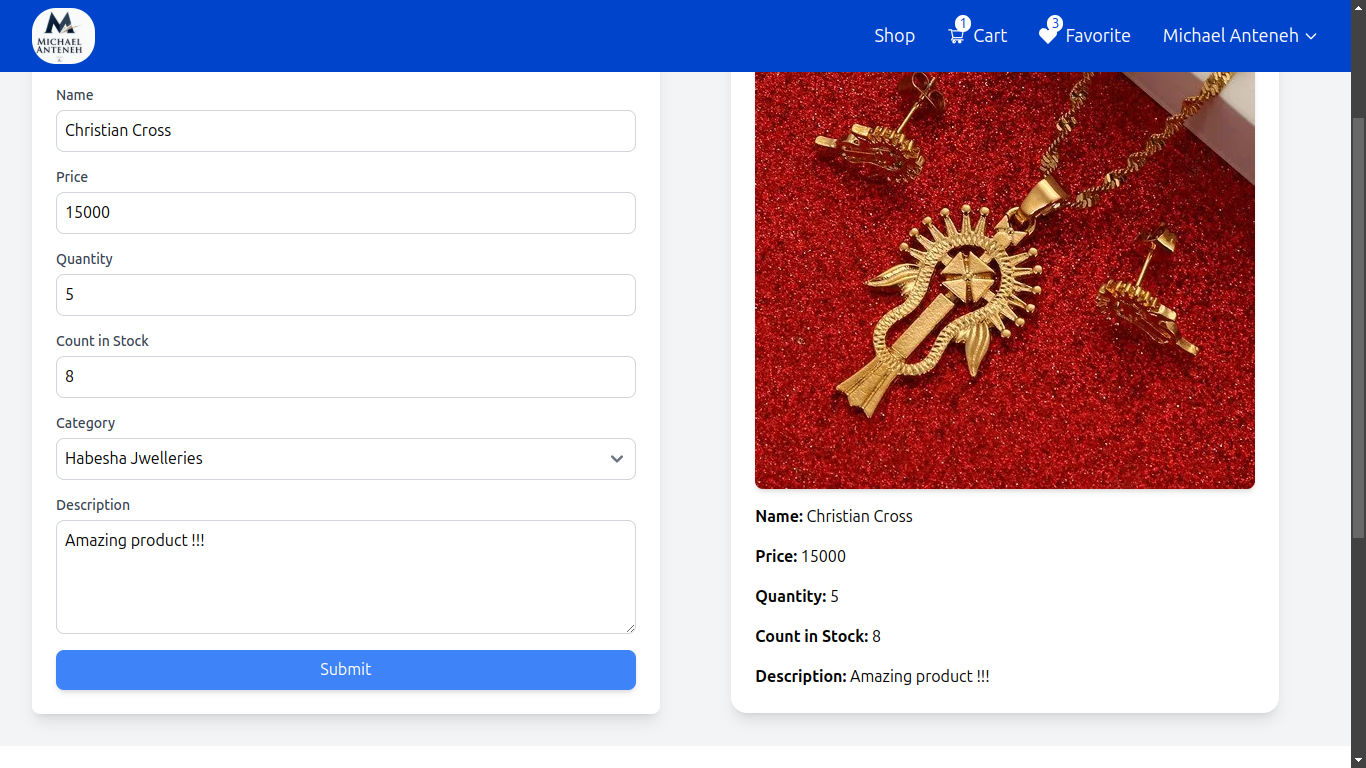 MICHAEL
ANTENEH
Shop
1
Cart
3
Favorite
Michael Anteneh
Name
Christian Cross
Price
15000
Quantity
5
Count in Stock
8
Category
Habesha Jwelleries
Description
Amazing product !!!
Submit
Name: Christian Cross
Price: 15000
Quantity: 5
Count in Stock: 8
Description: Amazing product !!!